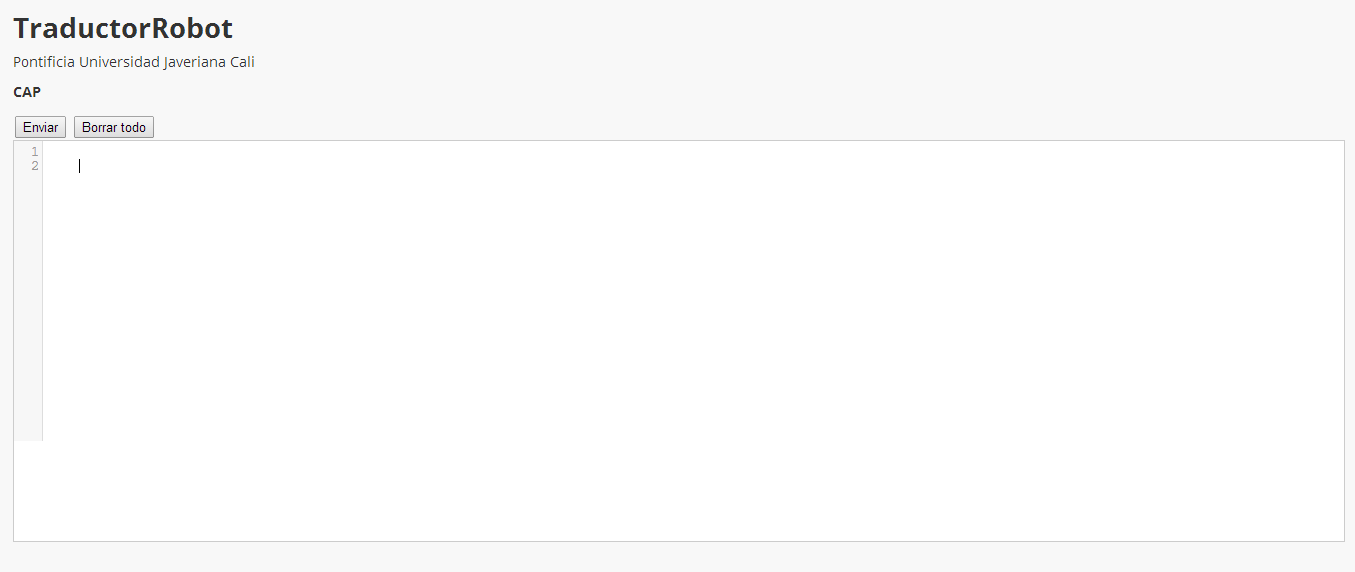 TraductorRobot
Pontificia Universidad Javeriana Cali
CAP
Enviar Borrar todo
1
2